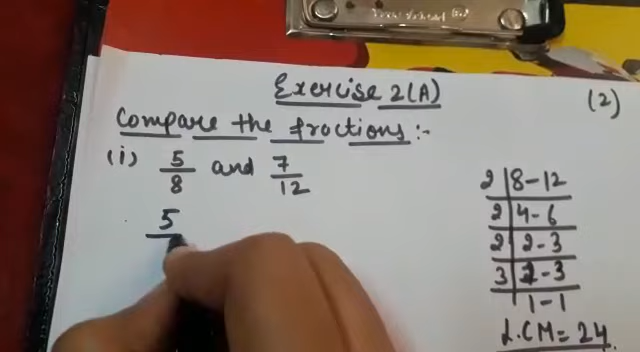 Exercise 2(A)
(2)
Compare the fractions:-
(i) 5/8 and 7/12
5
2 | 8-12
2 | 4-6
2 | 2-3
3 | 1-3
1-1
L.CM = 24